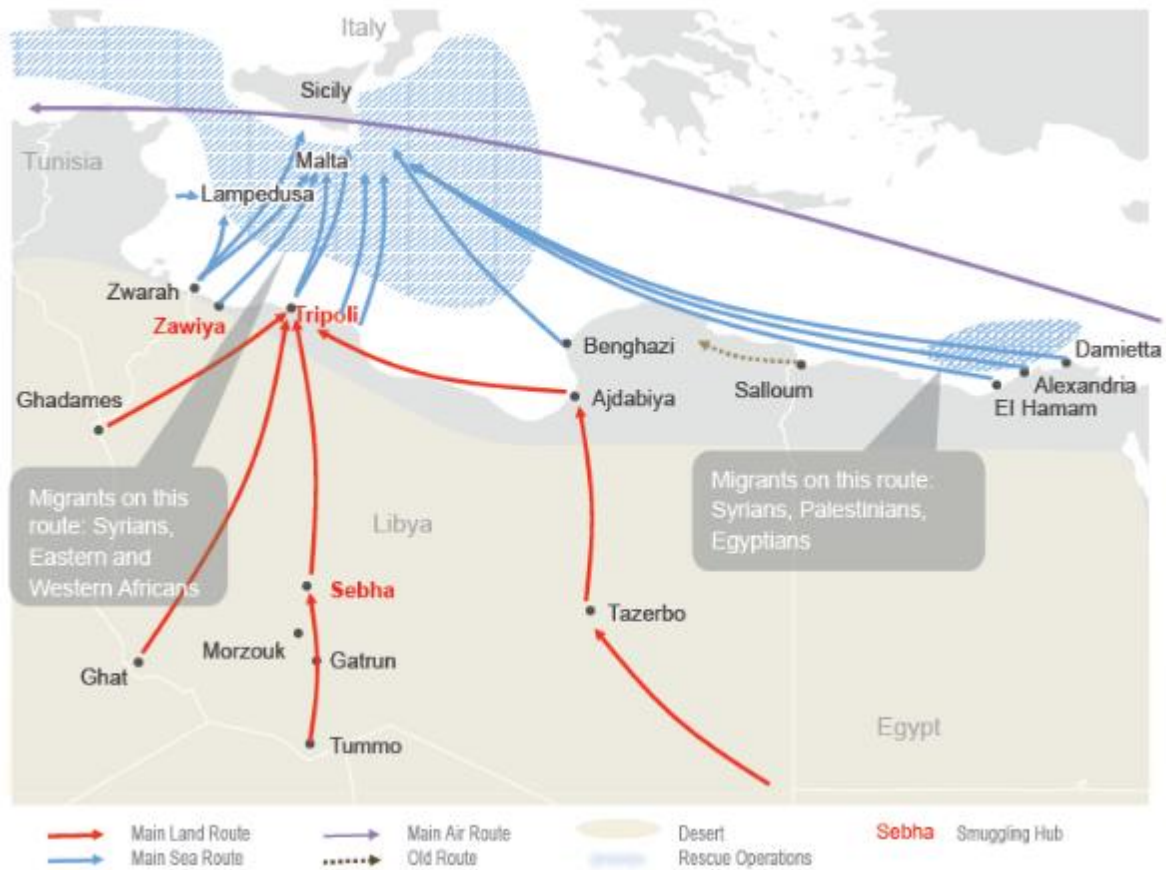 Italy
Sicily
Tunisia
Malta
Lampedusa
Zwarah
Zawiya
Tripoli
Benghazi
Damietta
Salloum
Alexandria
Ajdabiya
El Hamam
Ghadames
Migrants on this
route: Syrians,
Eastern and
Western Africans
Migrants on this route:
Syrians, Palestinians,
Egyptians
Libya
Sebha
Tazerbo
Morzouk
Gatrun
Ghat
Egypt
Tummo
Main Land Route
Main Air Route
Desert
Sebha Smuggling Hub
Main Sea Route
Old Route
Rescue Operations